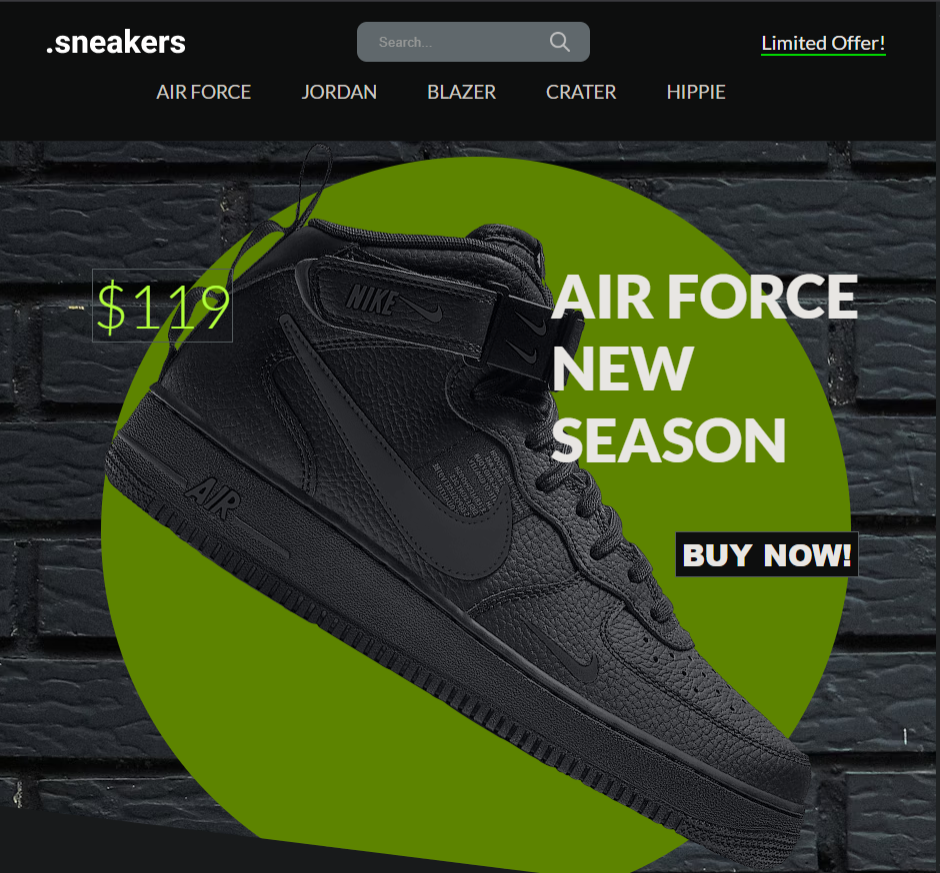 .sneakers
Search...
Limited Offer!
AIR FORCE
JORDAN
BLAZER
CRATER
HIPPIE
$119
NIKE
AIR FORCE
NEW
SEASON
AIR
BUY NOW!